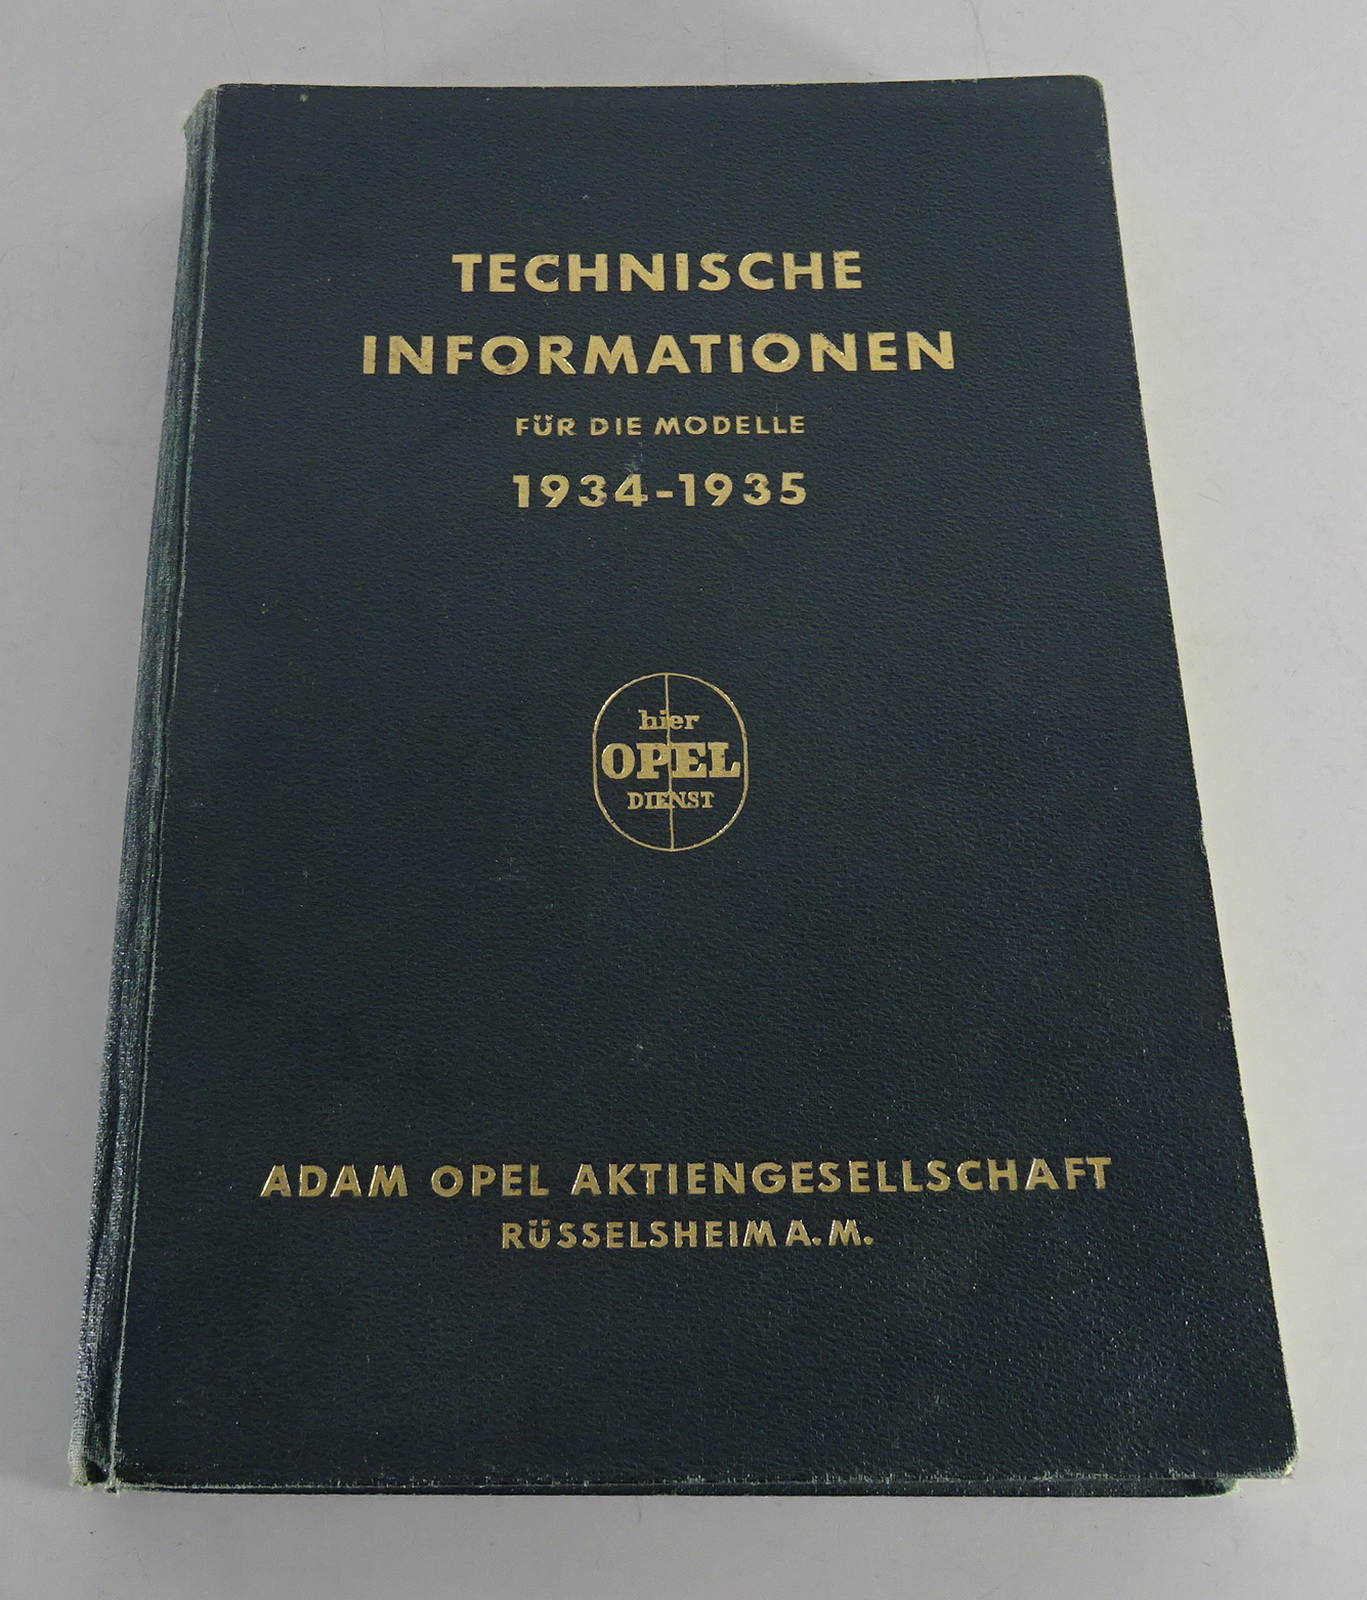 TECHNISCHE
INFORMATIONEN
FÜR DIE MODELLE
1934-1935
hier
OPEL
DIENST
ADAM OPEL AKTIENGESELLSCHAFT
RÜSSELSHEIM A. M.